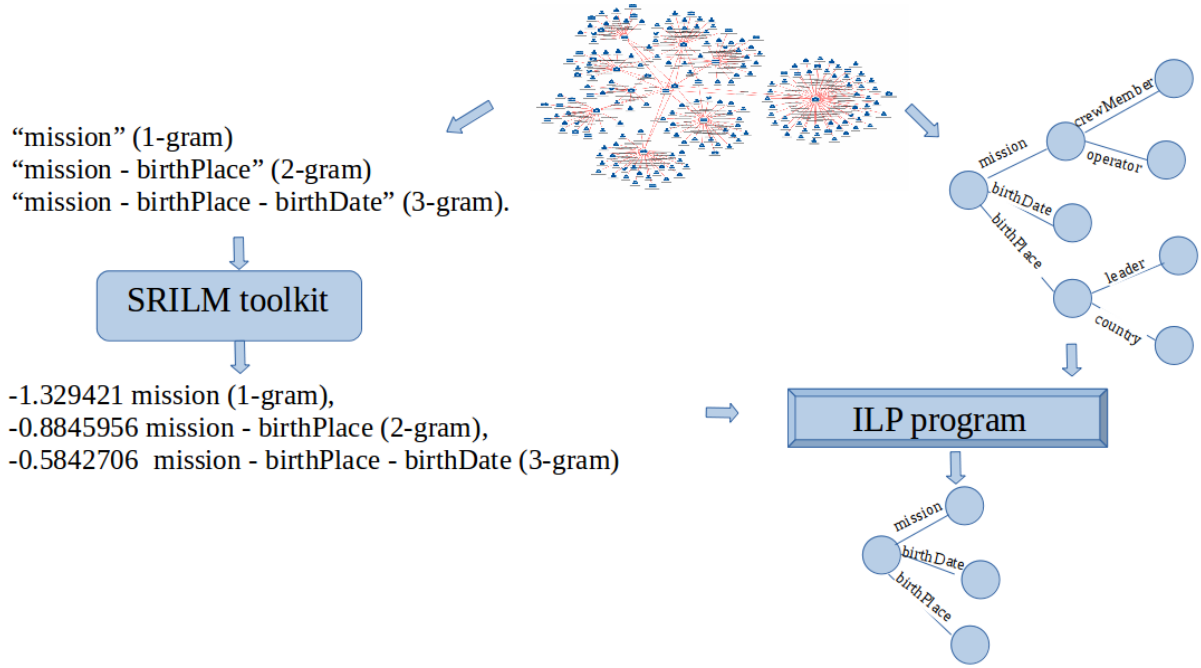 “mission” (1-gram)
“mission - birthPlace” (2-gram)
“mission - birthPlace - birthDate” (3-gram).
SRILM toolkit
-1.329421 mission (1-gram),
-0.8845956 mission - birthPlace (2-gram),
-0.5842706 mission - birthPlace - birthDate (3-gram)
crewMember
mission
operator
birthDate
birthPlace
leader
country
ILP program
mission
birthDate
birthPlace